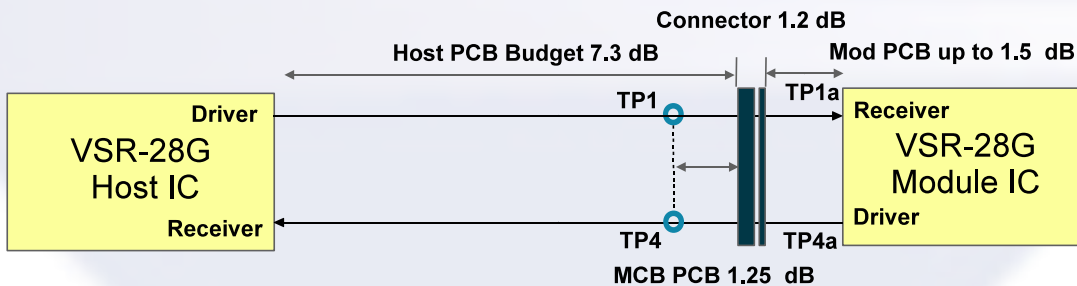 Connector 1.2 dB
Host PCB Budget 7.3 dB
Mod PCB up to 1.5 dB
Driver
TP1
TP1a
Receiver
VSR-28G
Host IC
VSR-28G
Module IC
Receiver
TP4
TP4a
Driver
MCB PCB 1.25 dB